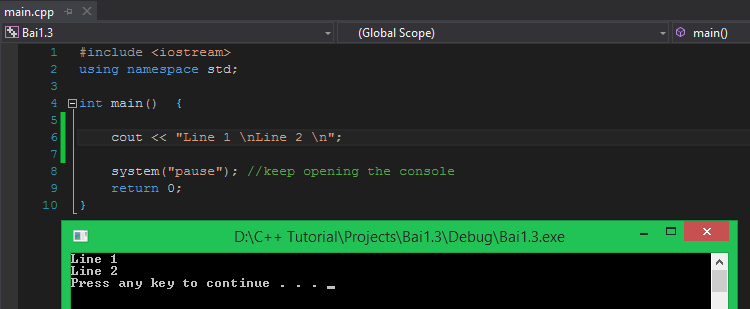 main.cpp
Bai1.3 (Global Scope) main()
1 #include <iostream>
2 using namespace std;
3
4 int main() {
5
6 cout << "Line 1 \nLine 2 \n";
7
8 system("pause"); //keep opening the console
9 return 0;
10 }
D:\C++ Tutorial\Projects\Bai1.3\Debug\Bai1.3.exe
Line 1
Line 2
Press any key to continue . . . _